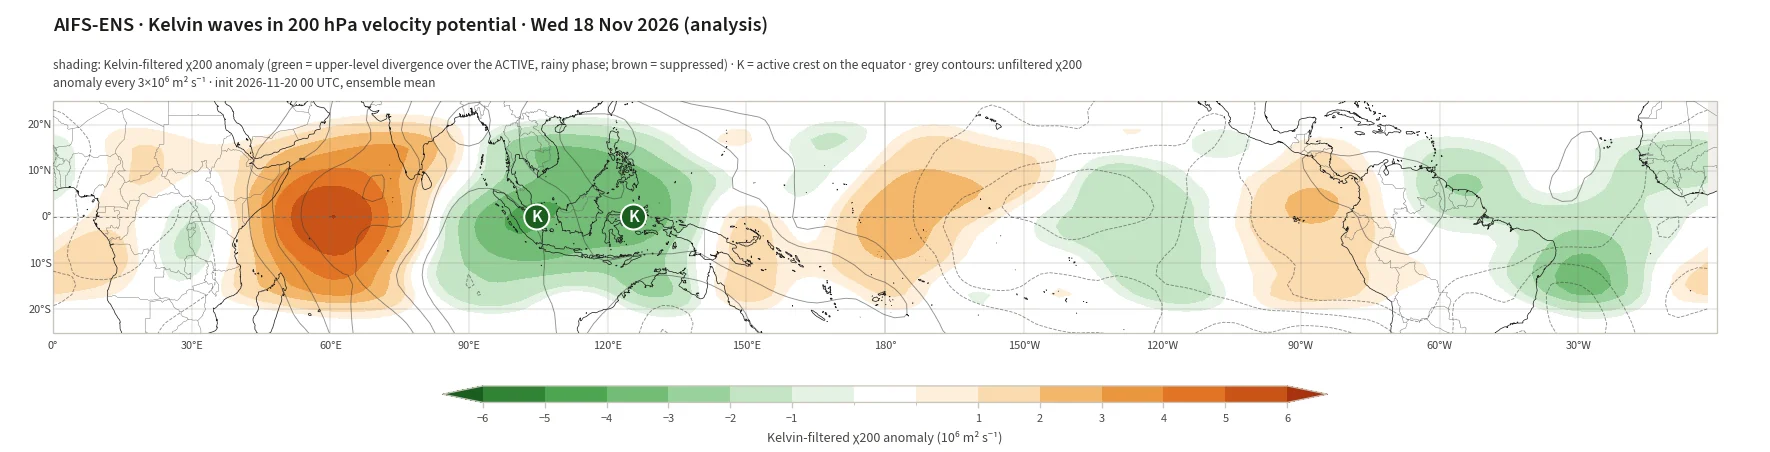 AIFS-ENS · Kelvin waves in 200 hPa velocity potential · Wed 18 Nov 2026 (analysis)
shading: Kelvin-filtered χ200 anomaly (green = upper-level divergence over the ACTIVE, rainy phase; brown = suppressed) · K = active crest on the equator · grey contours: unfiltered χ200
anomaly every 3×10⁶ m² s⁻¹ · init 2026-11-20 00 UTC, ensemble mean
20°N
10°N
0°
10°S
20°S
K K
0° 30°E 60°E 90°E 120°E 150°E 180° 150°W 120°W 90°W 60°W 30°W
−6 −5 −4 −3 −2 −1 1 2 3 4 5 6
Kelvin-filtered χ200 anomaly (10⁶ m² s⁻¹)